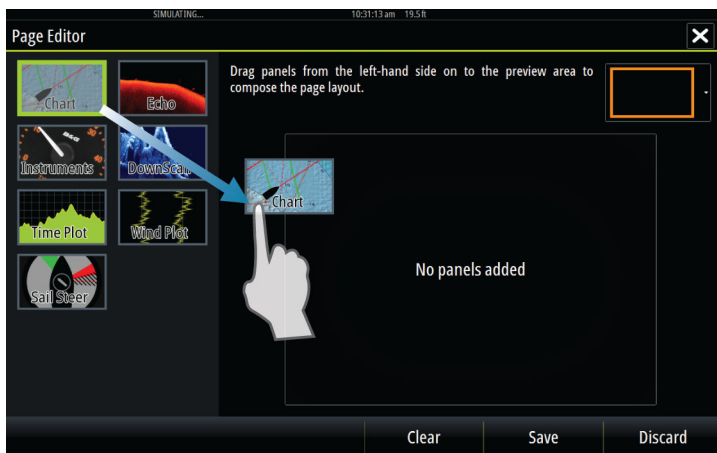 SIMULATING... 10:31:13 am 19.5 ft
Page Editor
Drag panels from the left-hand side on to the preview area to
compose the page layout.
Chart Echo
Instruments DownScan
Time Plot Wind Plot
Sail Steer
Chart
No panels added
Clear Save Discard